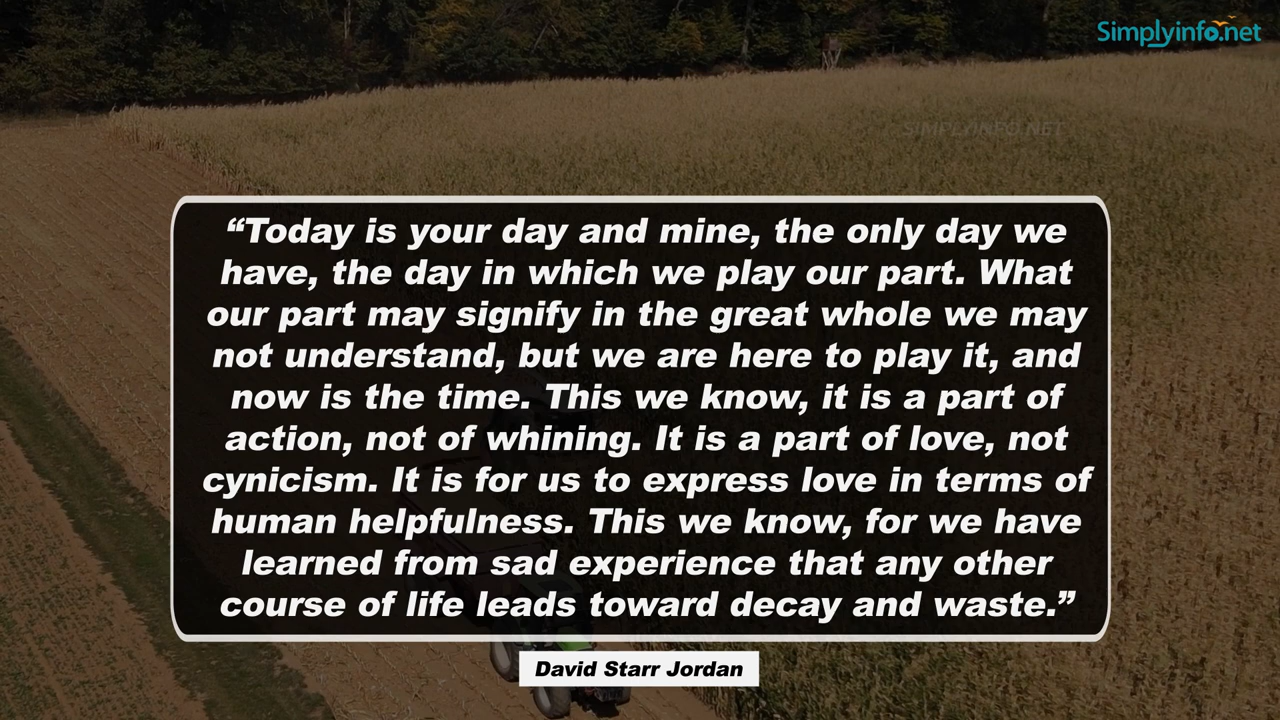 Simplyinfo.net
SIMPLYINFO.NET
“Today is your day and mine, the only day we
have, the day in which we play our part. What
our part may signify in the great whole we may
not understand, but we are here to play it, and
now is the time. This we know, it is a part of
action, not of whining. It is a part of love, not
cynicism. It is for us to express love in terms of
human helpfulness. This we know, for we have
learned from sad experience that any other
course of life leads toward decay and waste.”
David Starr Jordan